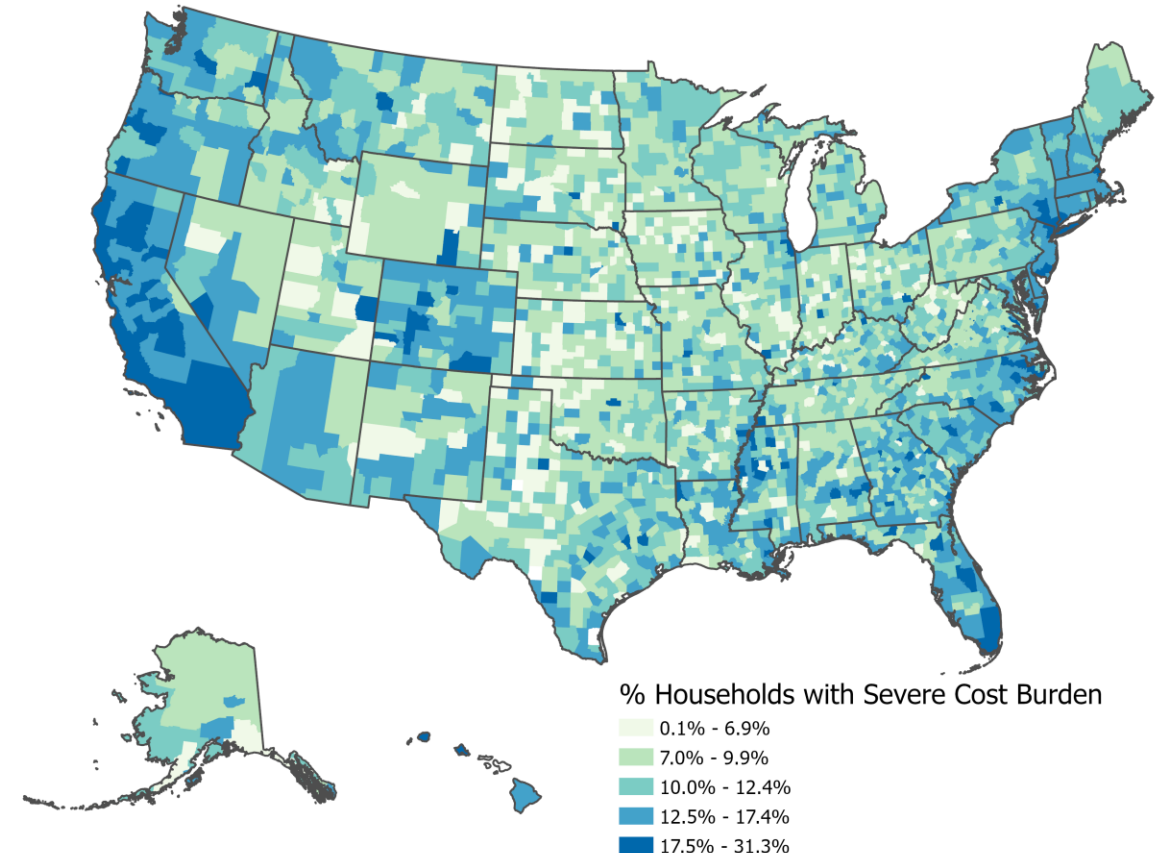 % Households with Severe Cost Burden
0.1% - 6.9%
7.0% - 9.9%
10.0% - 12.4%
12.5% - 17.4%
17.5% - 31.3%